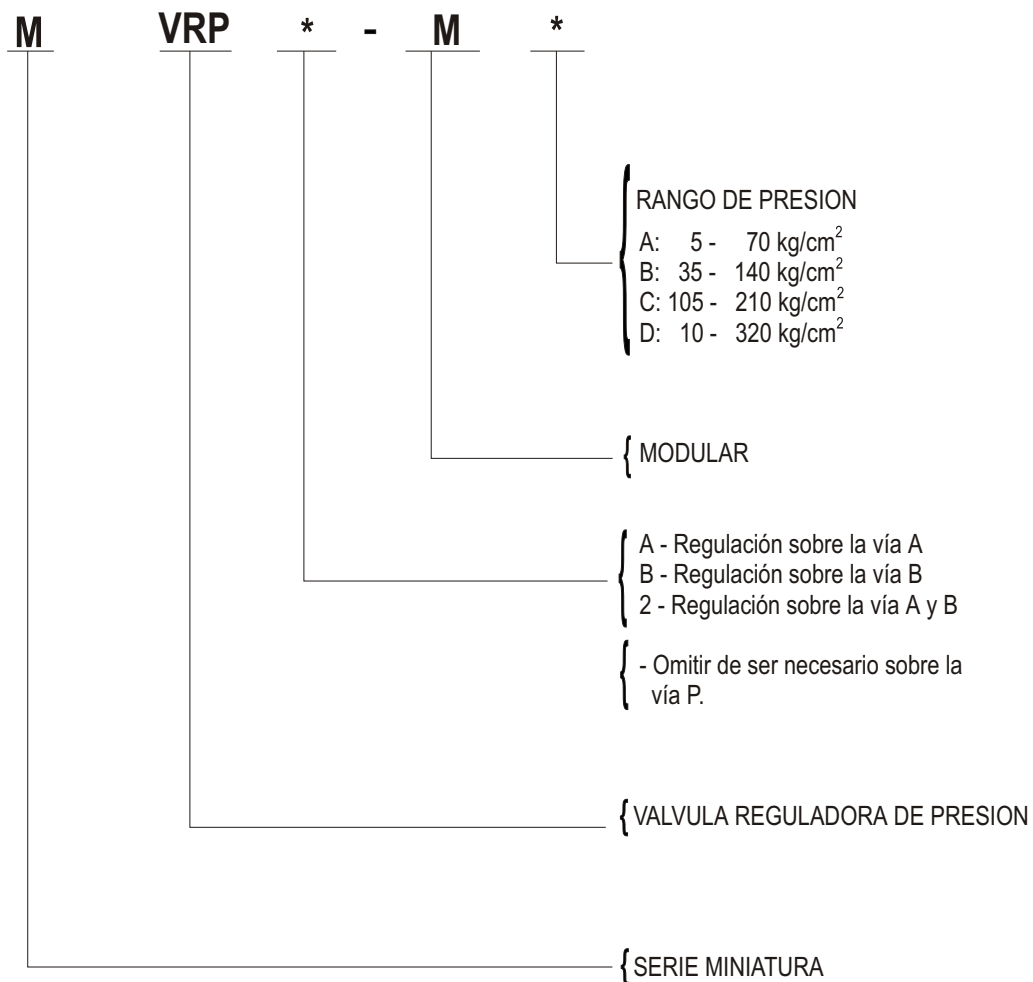 M VRP * - M *
RANGO DE PRESION
A: 5 - 70 kg/cm²
B: 35 - 140 kg/cm²
C: 105 - 210 kg/cm²
D: 10 - 320 kg/cm²
MODULAR
A - Regulación sobre la vía A
B - Regulación sobre la vía B
2 - Regulación sobre la vía A y B
- Omitir de ser necesario sobre la
vía P.
VALVULA REGULADORA DE PRESION
SERIE MINIATURA